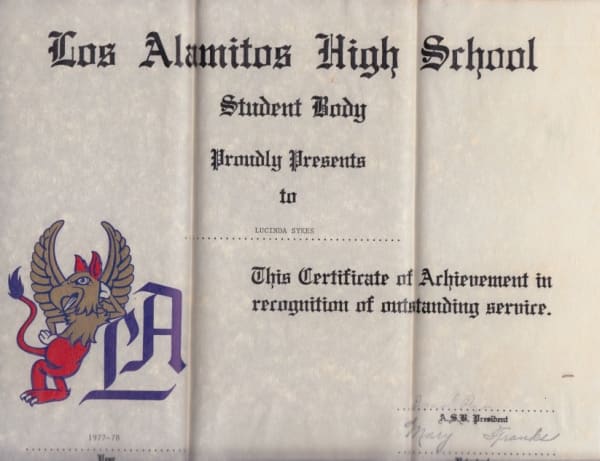 Los Alamitos High School
Student Body
Proudly Presents
to
LUCINDA SYKES
This Certificate of Achievement in
recognition of outstanding service.
LA
A.S.B. President
1977-78
Mary
Year